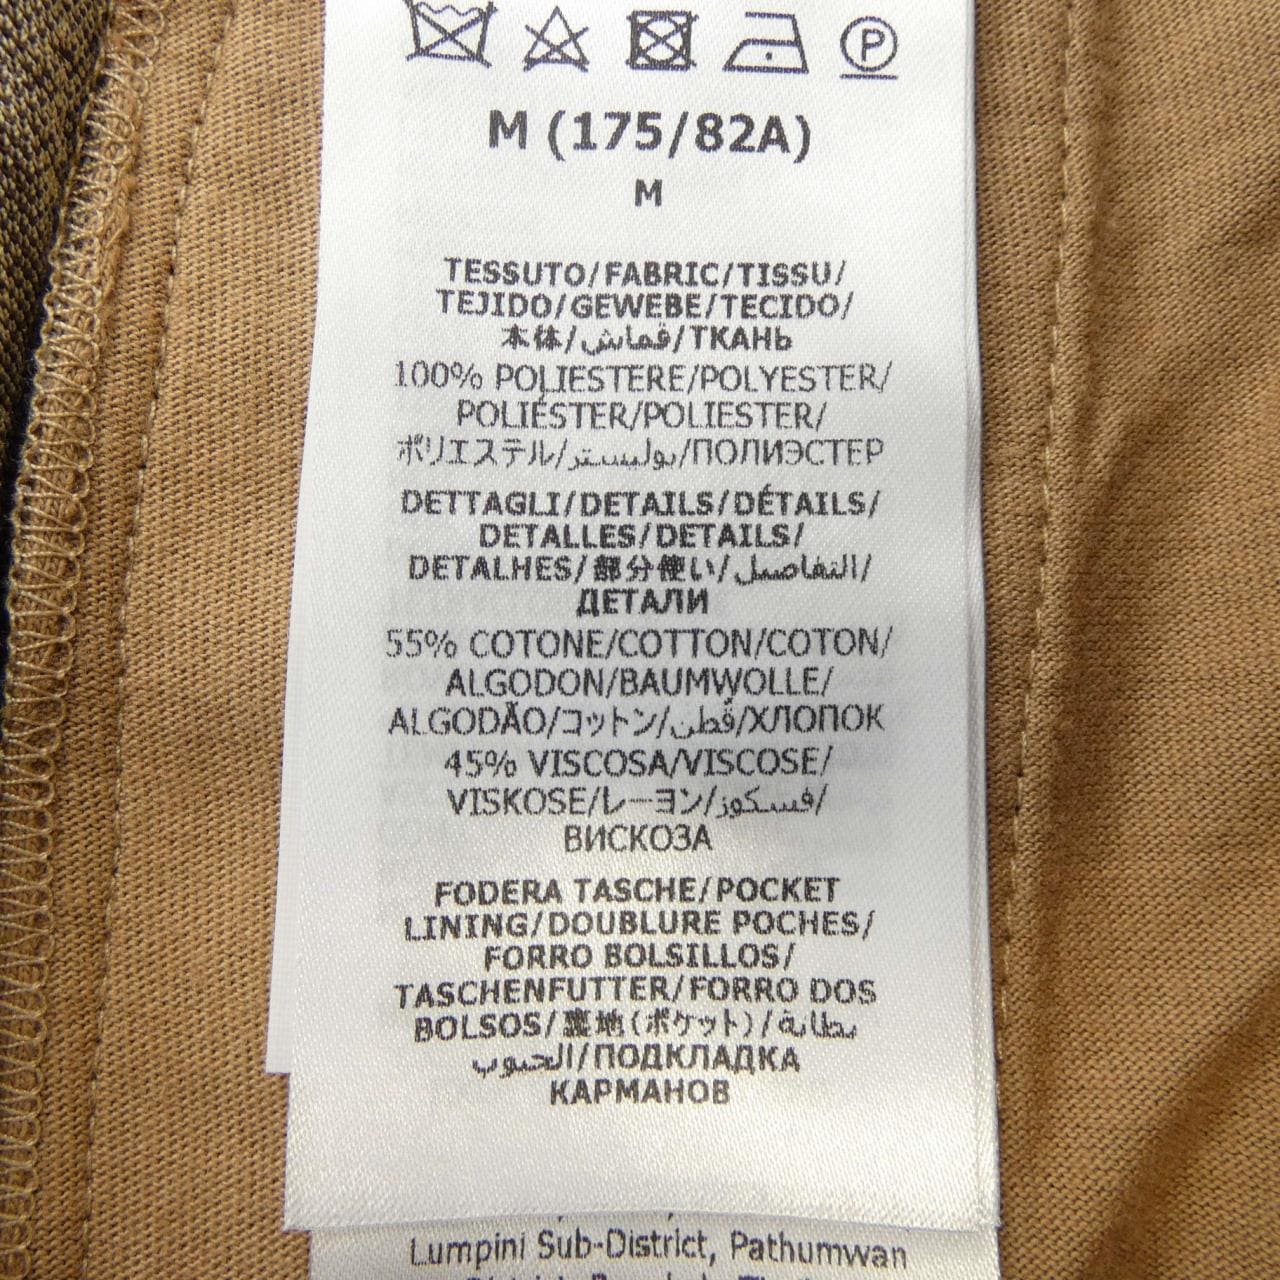 P
M (175/82A)
M
TESSUTO/FABRIC/TISSU/
TEJIDO/GEWEBE/TECIDO/
本体/قماش/ТКАНЬ
100% POLIESTERE/POLYESTER/
POLIÉSTER/POLIESTER/
ポリエステル/بوليستر/ПОЛИЭСТЕР
DETTAGLI/DETAILS/DÉTAILS/
DETALLES/DETAILS/
DETALHES/部分使い/التفاصيل/
ДЕТАЛИ
55% COTONE/COTTON/COTON/
ALGODON/BAUMWOLLE/
ALGODÃO/コットン/قطن/ХЛОПОК
45% VISCOSA/VISCOSE/
VISKOSE/レーヨン/فسكوز/
ВИСКОЗА
FODERA TASCHE/POCKET
LINING/DOUBLURE POCHES/
FORRO BOLSILLOS/
TASCHENFUTTER/FORRO DOS
BOLSOS/裏地(ポケット)/بطانة
الجيوب/ПОДКЛАДКА
КАРМАНОВ
Lumpini Sub-District, Pathumwan